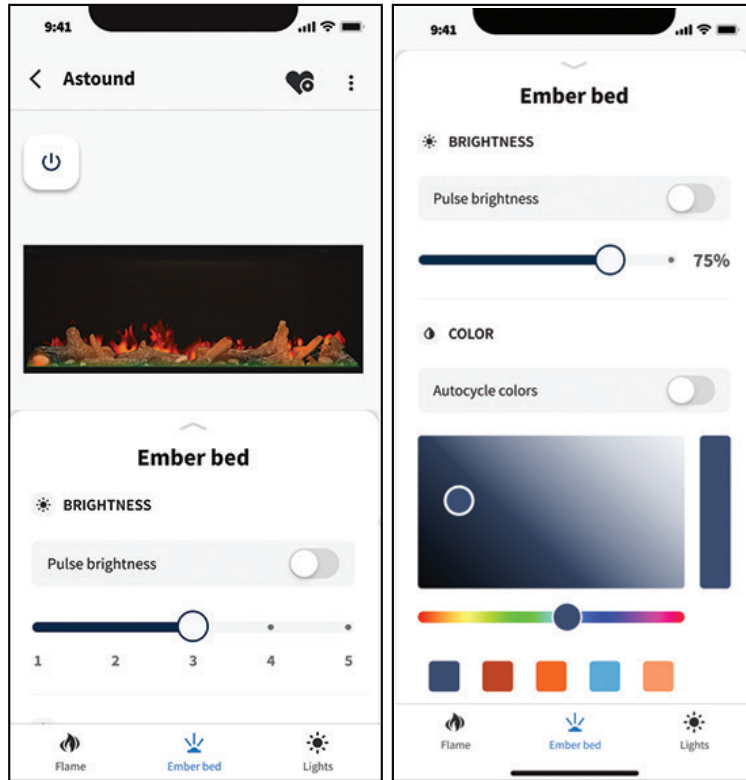 9:41
Astound
Ember bed
BRIGHTNESS
Pulse brightness
1 2 3 4 5
Flame Ember bed Lights
9:41
Ember bed
BRIGHTNESS
Pulse brightness
75%
COLOR
Autocycle colors
Flame Ember bed Lights